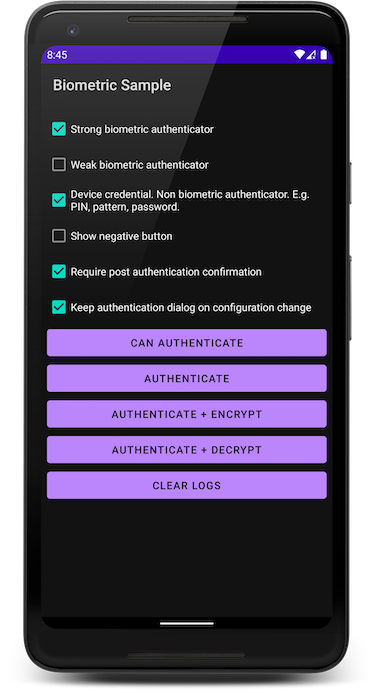 8:45
Biometric Sample
Strong biometric authenticator
Weak biometric authenticator
Device credential. Non biometric authenticator. E.g.
PIN, pattern, password.
Show negative button
Require post authentication confirmation
Keep authentication dialog on configuration change
CAN AUTHENTICATE
AUTHENTICATE
AUTHENTICATE + ENCRYPT
AUTHENTICATE + DECRYPT
CLEAR LOGS